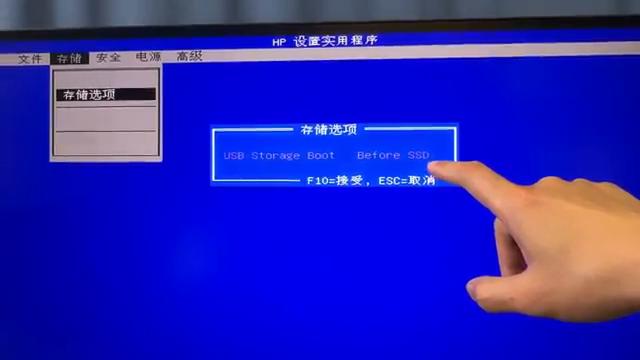 HP 设置实用程序
文件 存储 安全 电源 高级
存储选项
存储选项
USB Storage Boot Before SSD
F10=接受, ESC=取消